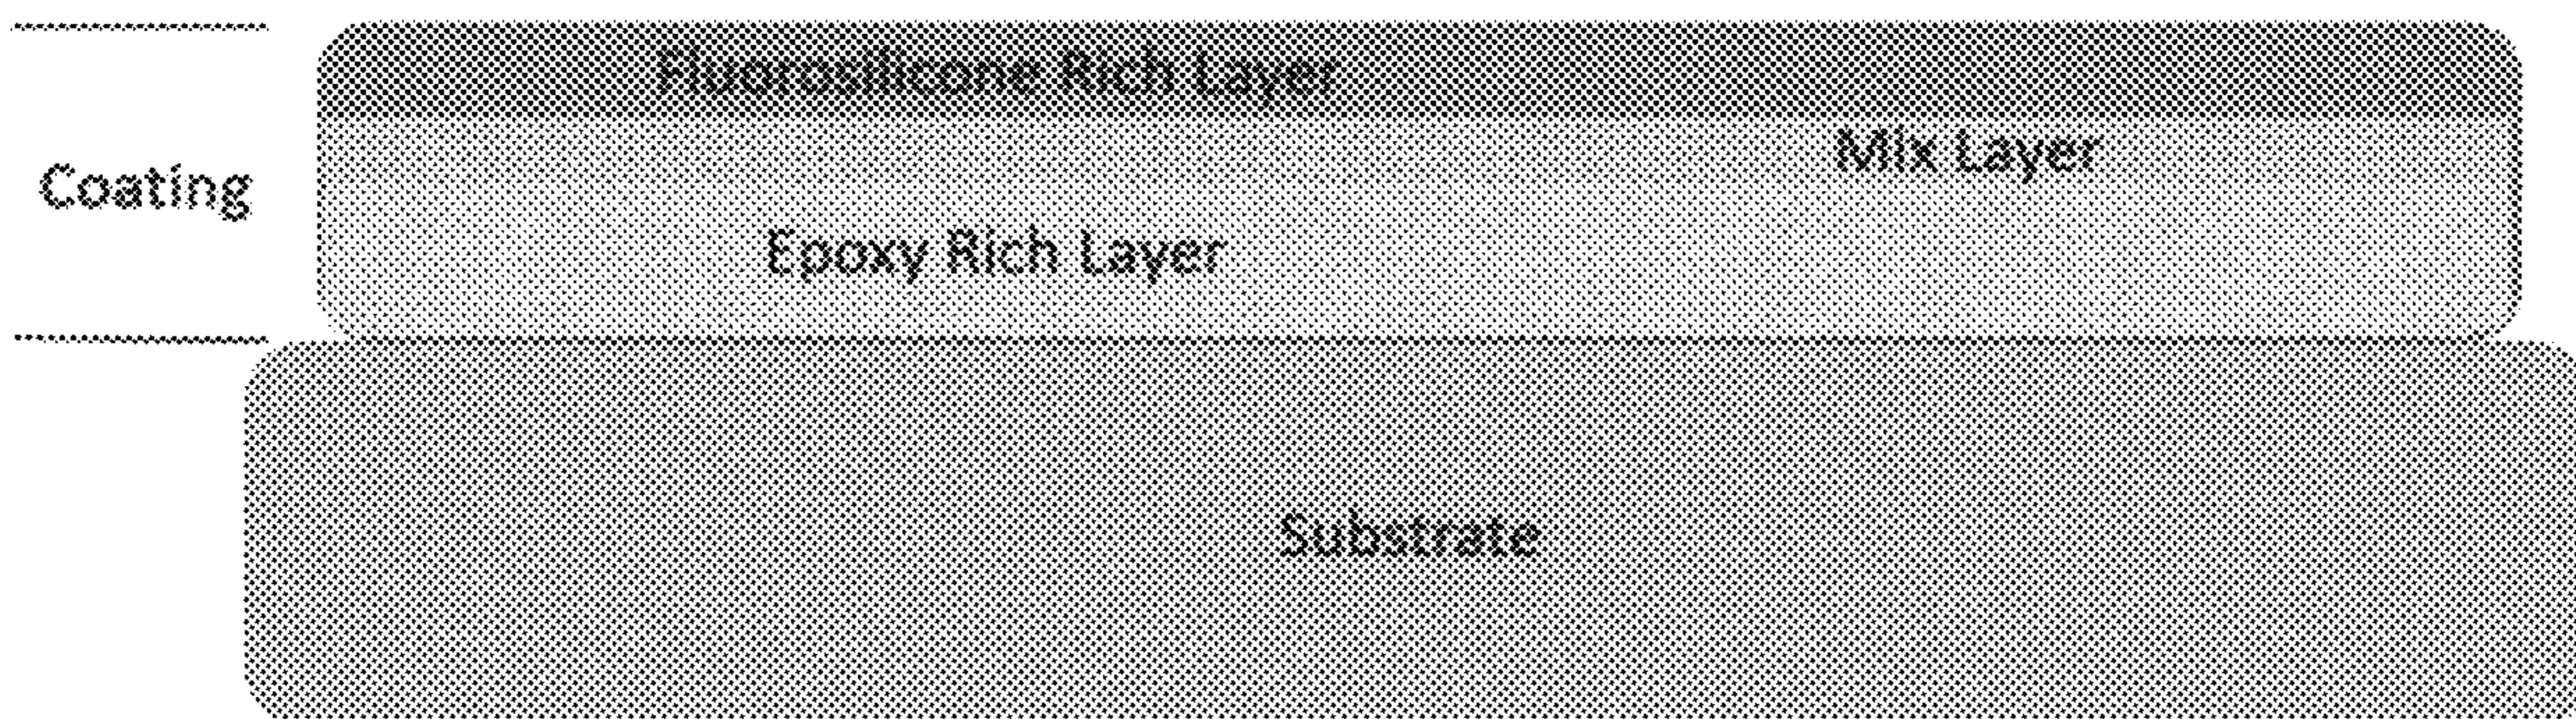 Fluorosilicone Rich Layer
Mix Layer
Coating
Epoxy Rich Layer
Substrate